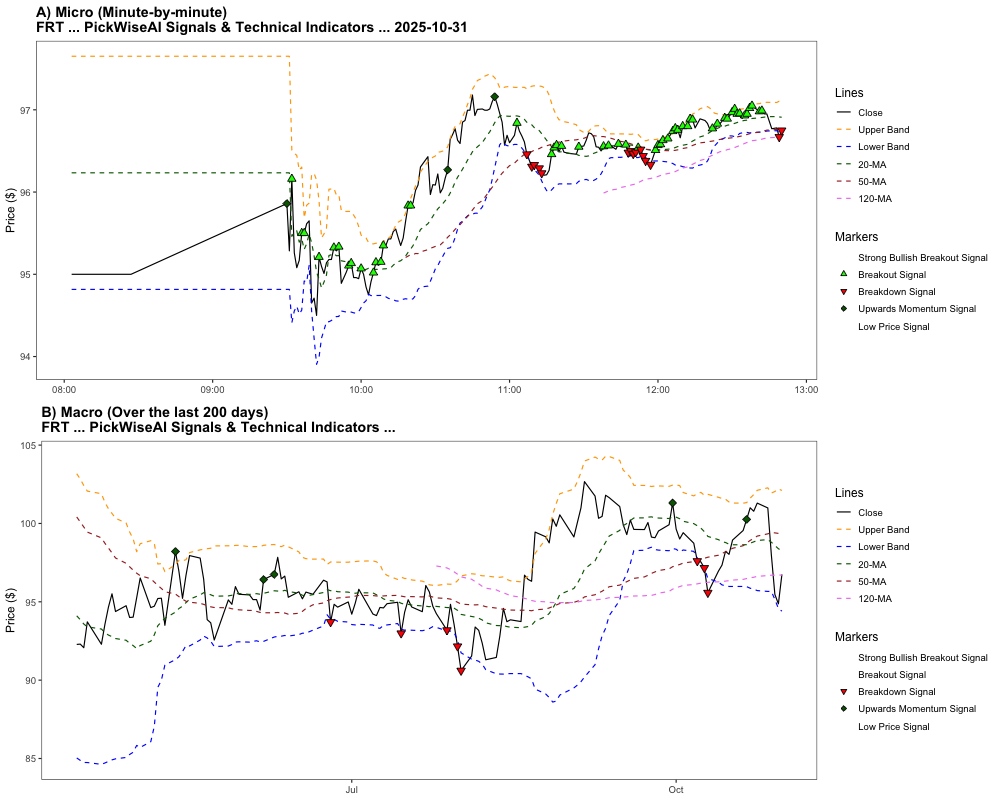 A) Micro (Minute-by-minute)
FRT ... PickWiseAI Signals & Technical Indicators ... 2025-10-31
Price ($)
97
96
95
94
08:00
09:00
10:00
11:00
12:00
13:00
Lines
Close
Upper Band
Lower Band
20-MA
50-MA
120-MA
Markers
Strong Bullish Breakout Signal
Breakout Signal
Breakdown Signal
Upwards Momentum Signal
Low Price Signal
B) Macro (Over the last 200 days)
FRT ... PickWiseAI Signals & Technical Indicators ...
Price ($)
105
100
95
90
85
Jul
Oct
Lines
Close
Upper Band
Lower Band
20-MA
50-MA
120-MA
Markers
Strong Bullish Breakout Signal
Breakout Signal
Breakdown Signal
Upwards Momentum Signal
Low Price Signal